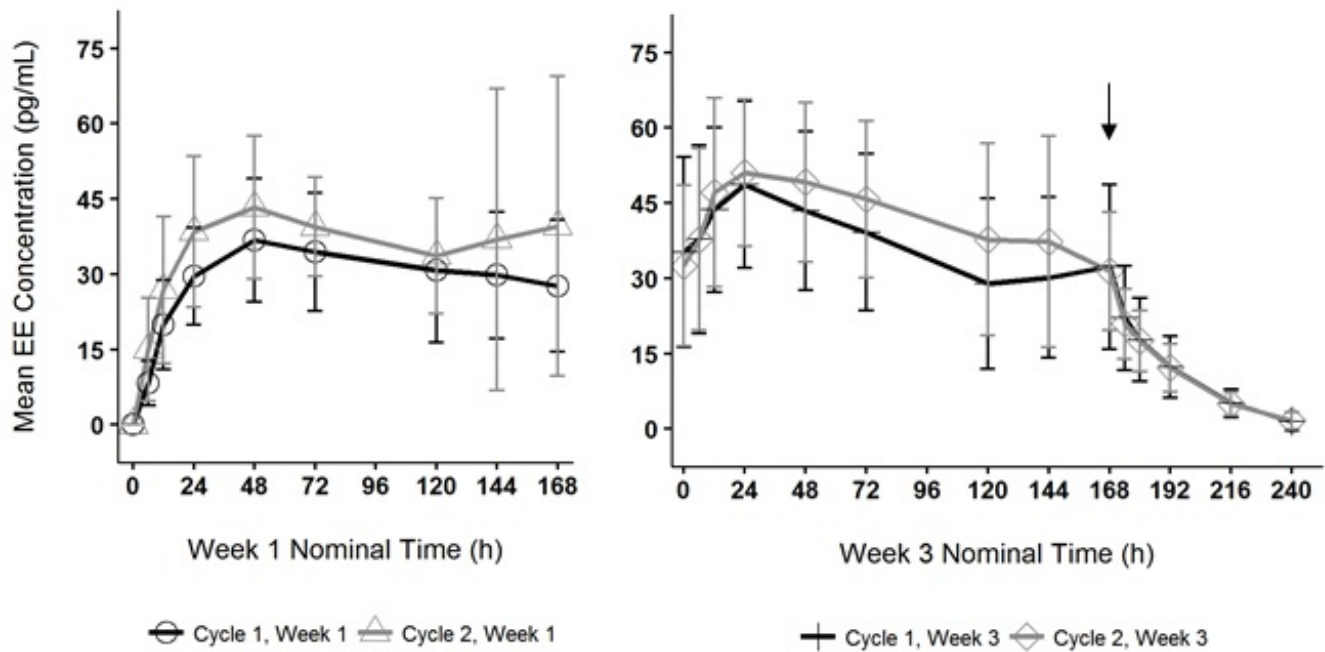 Mean EE Concentration (pg/mL)
75
60
45
30
15
0
0 24 48 72 96 120 144 168
Week 1 Nominal Time (h)
Cycle 1, Week 1 Cycle 2, Week 1
75
60
45
30
15
0
0 24 48 72 96 120 144 168 192 216 240
Week 3 Nominal Time (h)
Cycle 1, Week 3 Cycle 2, Week 3